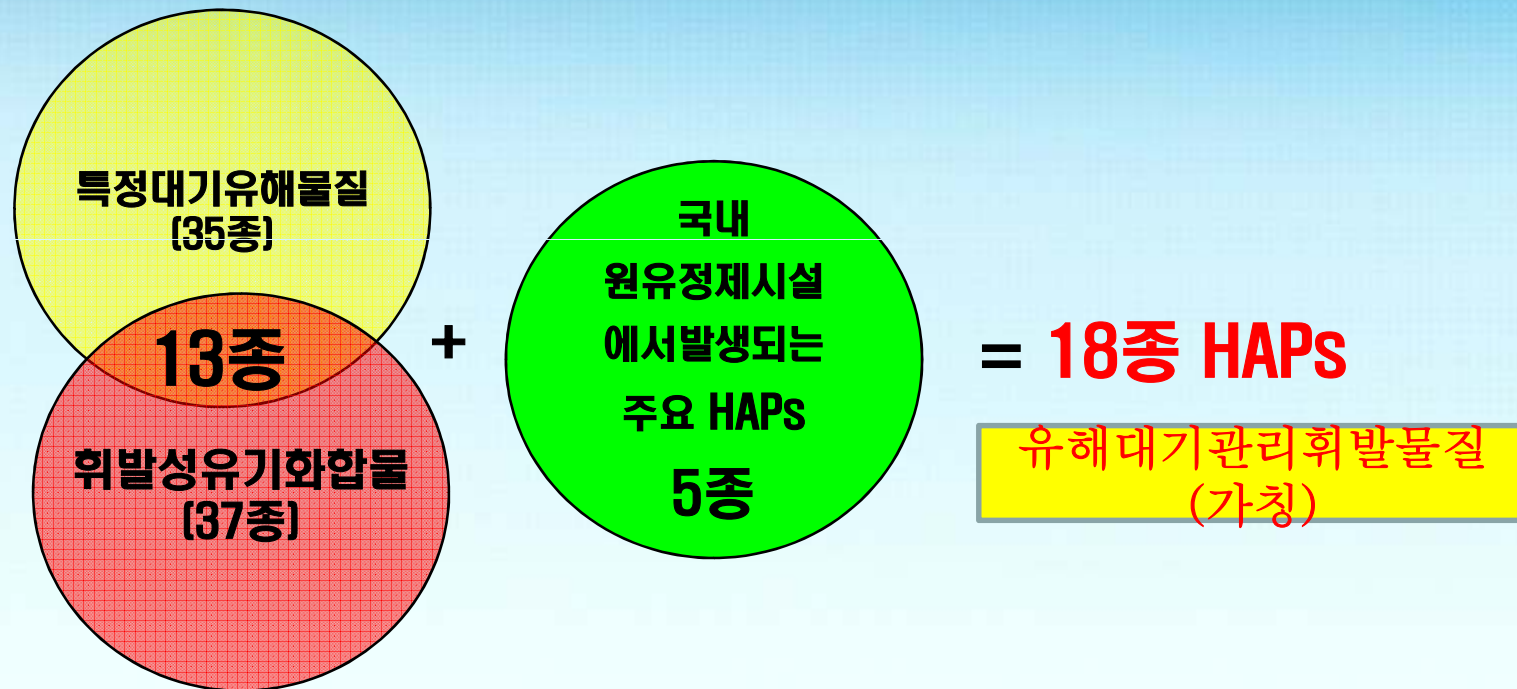 특정대기유해물질
(35종)
13종
휘발성유기화합물
(37종)
+
국내
원유정제시설
에서발생되는
주요 HAPs
5종
= 18종 HAPs
유해대기관리휘발물질
(가칭)